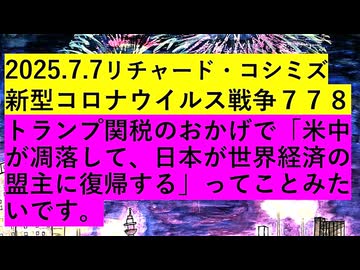 2025.7.7リチャード・コシミズ
新型コロナウイルス戦争７７８
トランプ関税のおかげで「米中
が凋落して、日本が世界経済の
盟主に復帰する」ってことみた
いです。